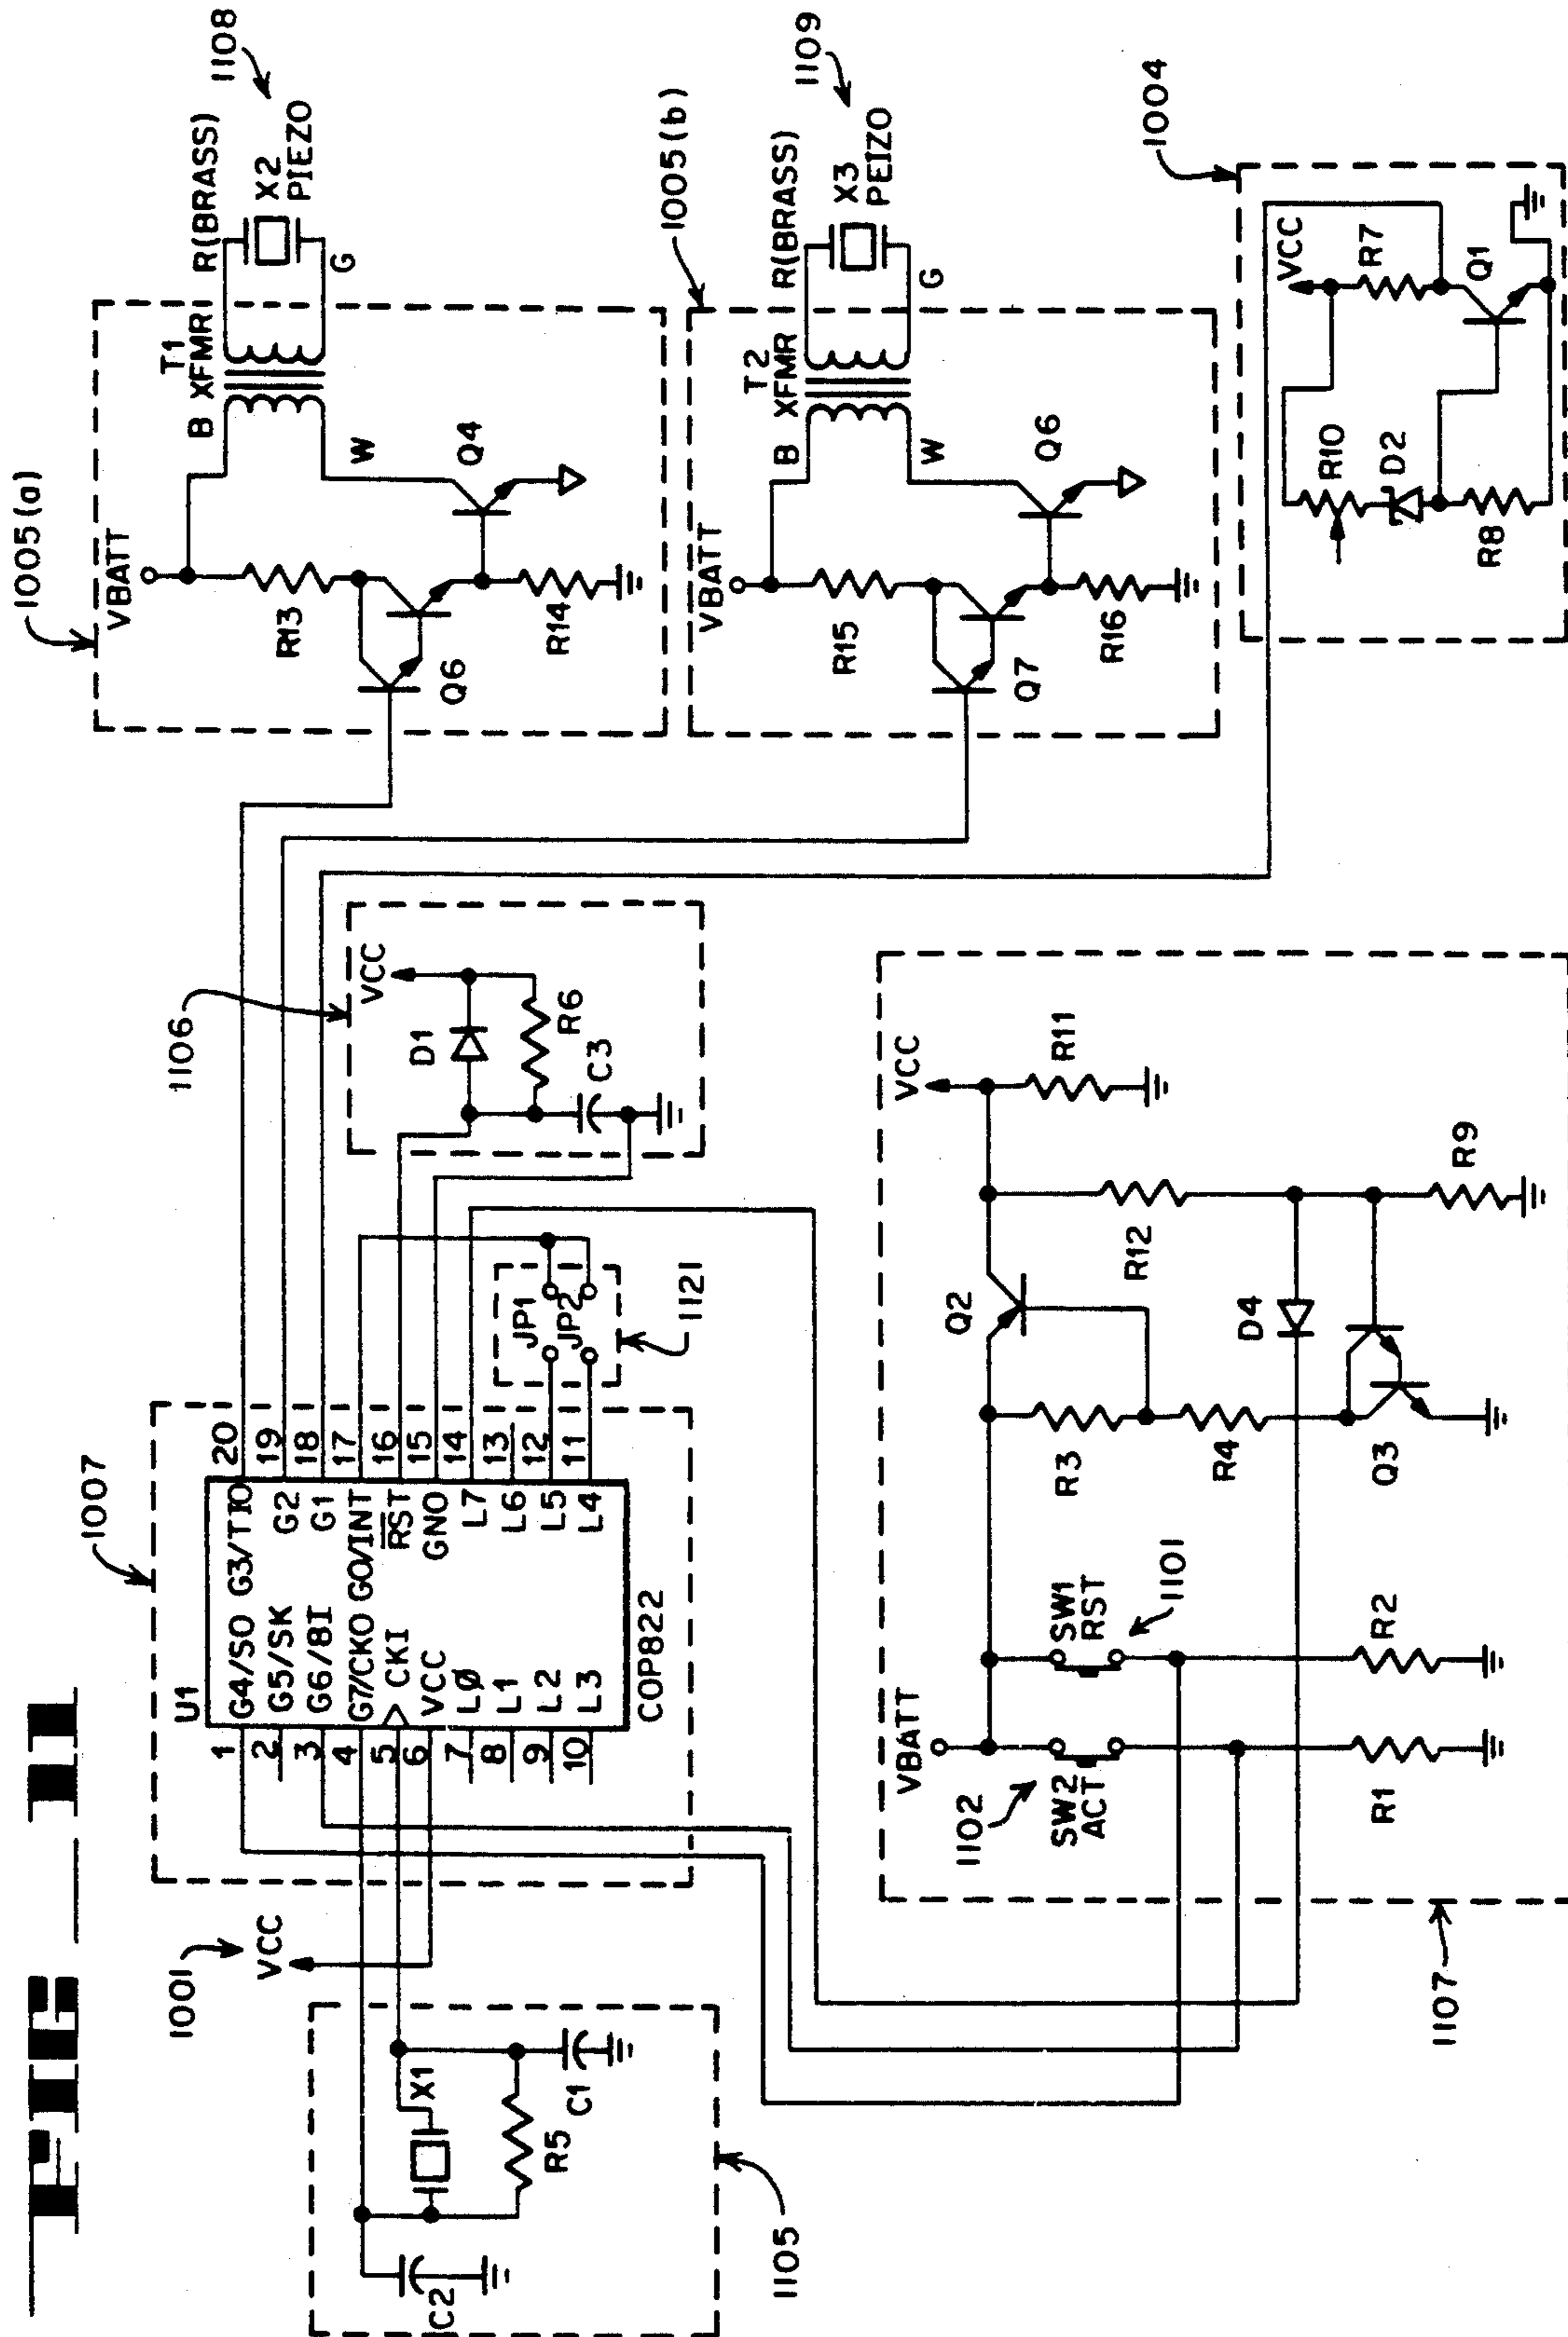 FIG 11
1007
U1
1 G4/SO G3/TIO 20
2 G5/SK G2 19
3 G6/BI G1 18
4 G7/CKO GO/INT 17
5 CKI RST 16
6 VCC GNO 15
7 LØ L7 14
8 L1 L6 13
9 L2 L5 12
10 L3 L4 11
COP822
1001
VCC
X1
R5
C1
C2
1105
1106
VCC
D1
R6
C3
JP1
JP2
1121
1005(a)
VBATT
T1
B XFMR R(BRASS)
1108
X2
PIEZO
G
W
R13
Q6
Q4
R14
1005(b)
VBATT
T2
B XFMR R(BRASS)
1109
X3
PEIZO
G
W
R15
Q7
Q6
R16
1004
VCC
R7
R10
D2
Q1
R8
VBATT
1102
SW2
ACT
SW1
RST
1101
R1
R2
R3
R4
Q2
VCC
R11
R12
D4
Q3
R9
1107